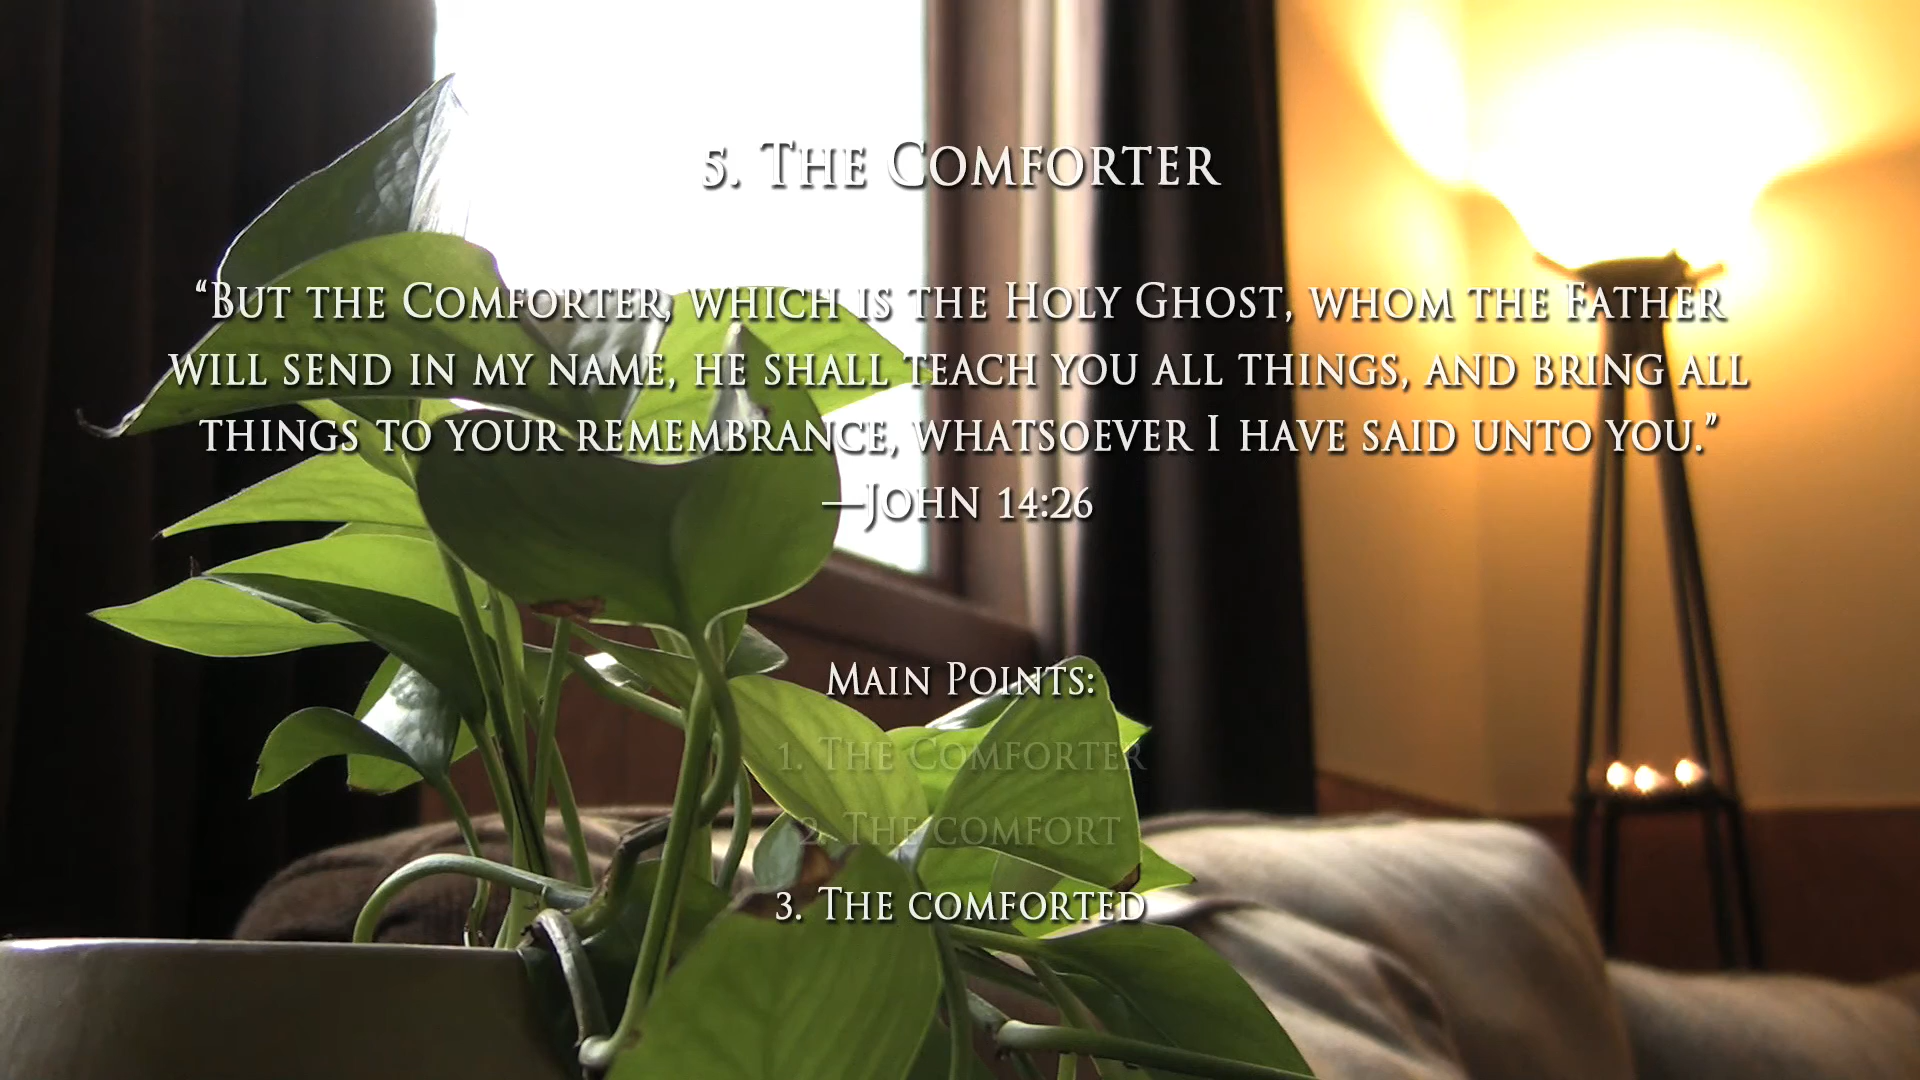 5. The Comforter
“But the Comforter, which is the Holy Ghost, whom the Father
will send in my name, he shall teach you all things, and bring all
things to your remembrance, whatsoever I have said unto you.”
—John 14:26
Main Points:
1. The Comforter
2. The comfort
3. The comforted